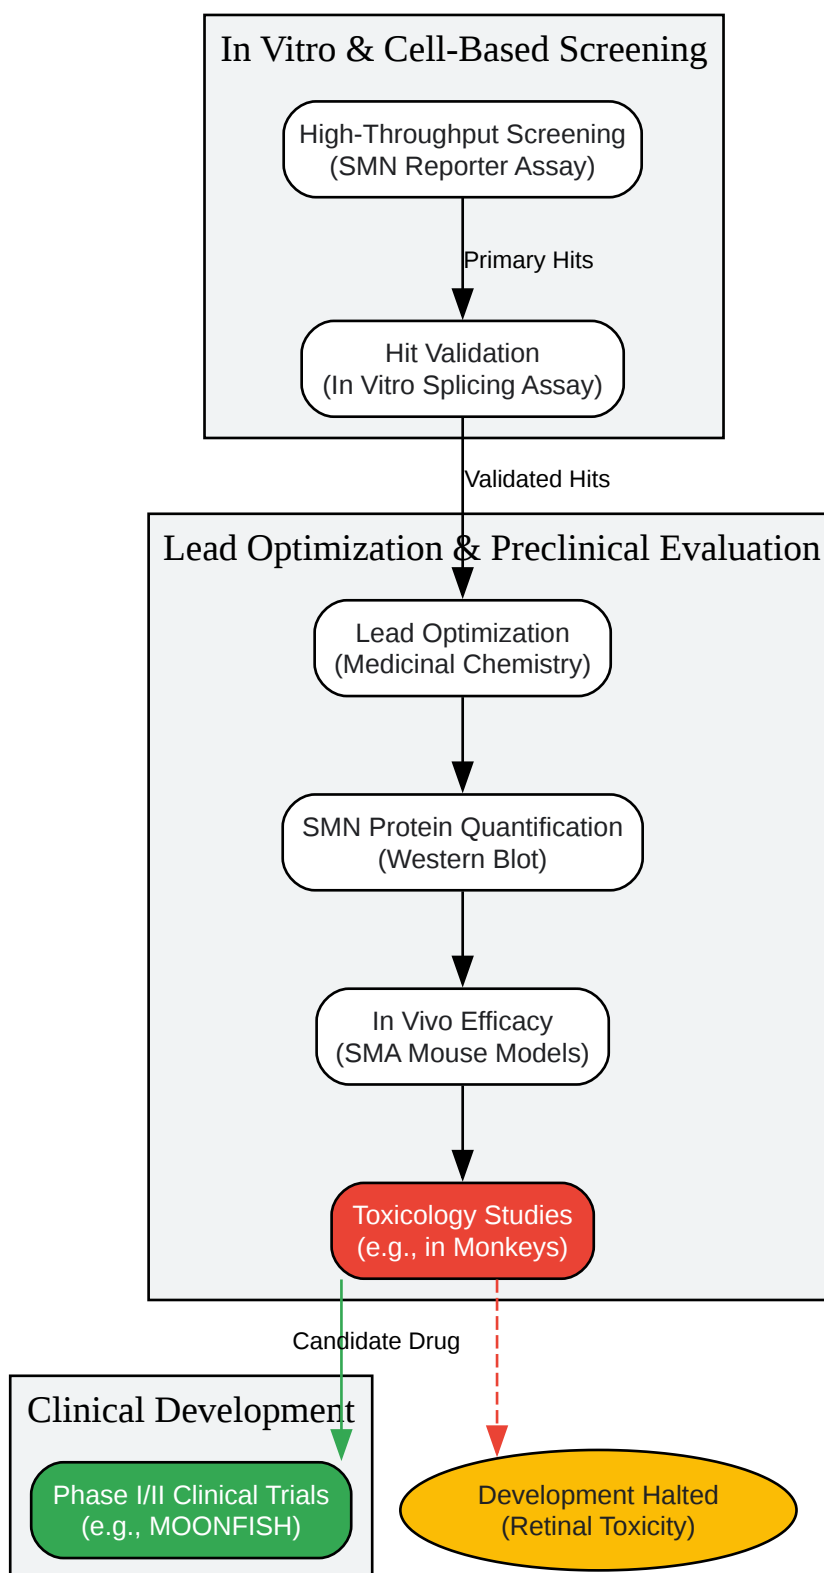 In Vitro & Cell-Based Screening
High-Throughput Screening
(SMN Reporter Assay)
Primary Hits
Hit Validation
(In Vitro Splicing Assay)
Validated Hits
Lead Optimization & Preclinical Evaluation
Lead Optimization
(Medicinal Chemistry)
SMN Protein Quantification
(Western Blot)
In Vivo Efficacy
(SMA Mouse Models)
Toxicology Studies
(e.g., in Monkeys)
Candidate Drug
Clinical Development
Phase I/II Clinical Trials
(e.g., MOONFISH)
Development Halted
(Retinal Toxicity)